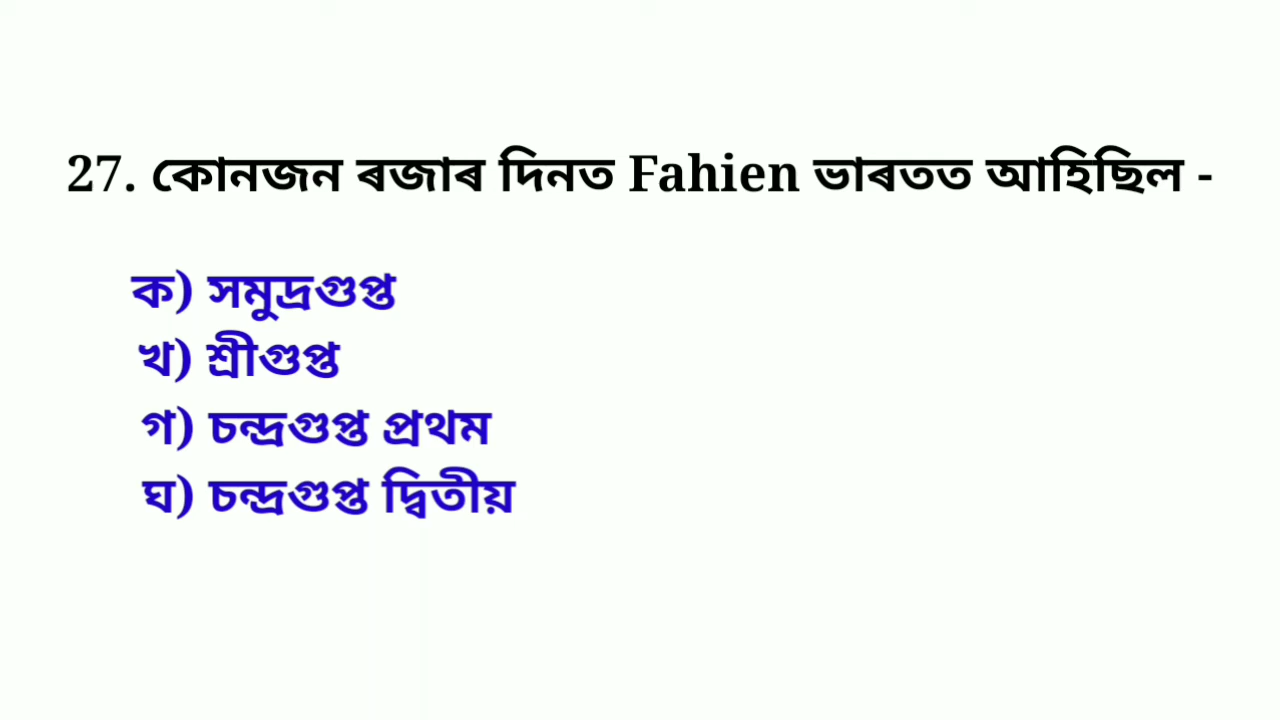 27. কোনজন ৰজাৰ দিনত Fahien ভাৰতত আহিছিল -
ক) সমুদ্ৰগুপ্ত
খ) শ্ৰীগুপ্ত
গ) চন্দ্ৰগুপ্ত প্ৰথম
ঘ) চন্দ্ৰগুপ্ত দ্বিতীয়